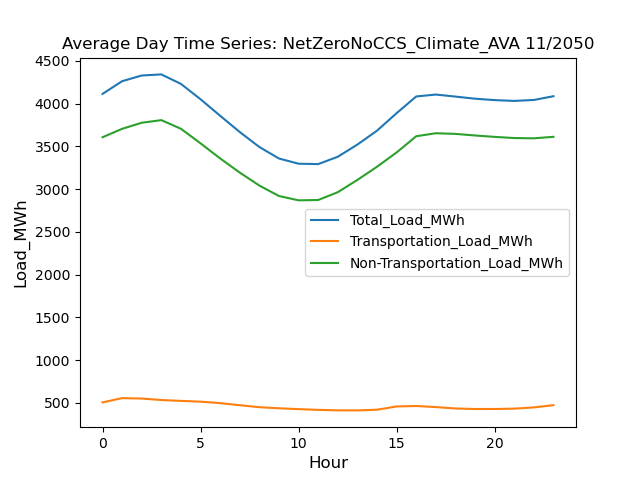 Average Day Time Series: NetZeroNoCCS_Climate_AVA 11/2050
4500
4000
3500
3000
2500
2000
1500
1000
500
Load_MWh
Total_Load_MWh
Transportation_Load_MWh
Non-Transportation_Load_MWh
0 5 10 15 20
Hour